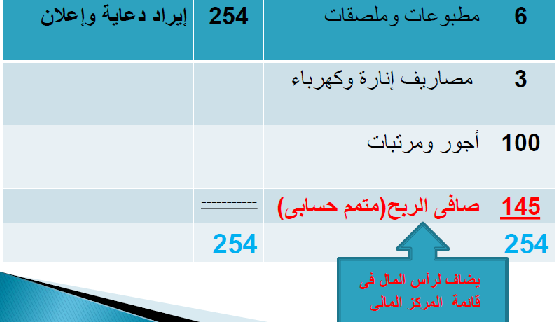 6 مطبوعات وملصقات 254 إيراد دعاية وإعلان
3 مصاريف إنارة وكهرباء
100 أجور ومرتبات
145 صافى الربح(متمم حسابى) -----------
254 254
يضاف لرأس المال في
قائمة المركز المالى